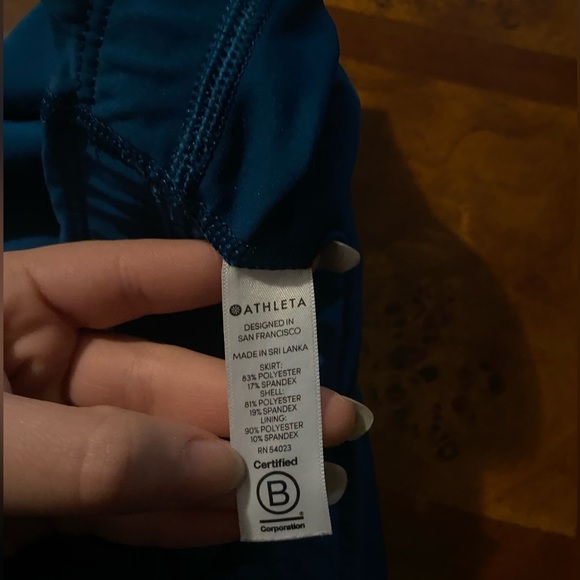 ATHLETA
DESIGNED IN
SAN FRANCISCO
MADE IN SRI LANKA
SKIRT:
83% POLYESTER
17% SPANDEX
SHELL:
81% POLYESTER
19% SPANDEX
LINING:
90% POLYESTER
10% SPANDEX
RN 54023
Certified
B
®
Corporation